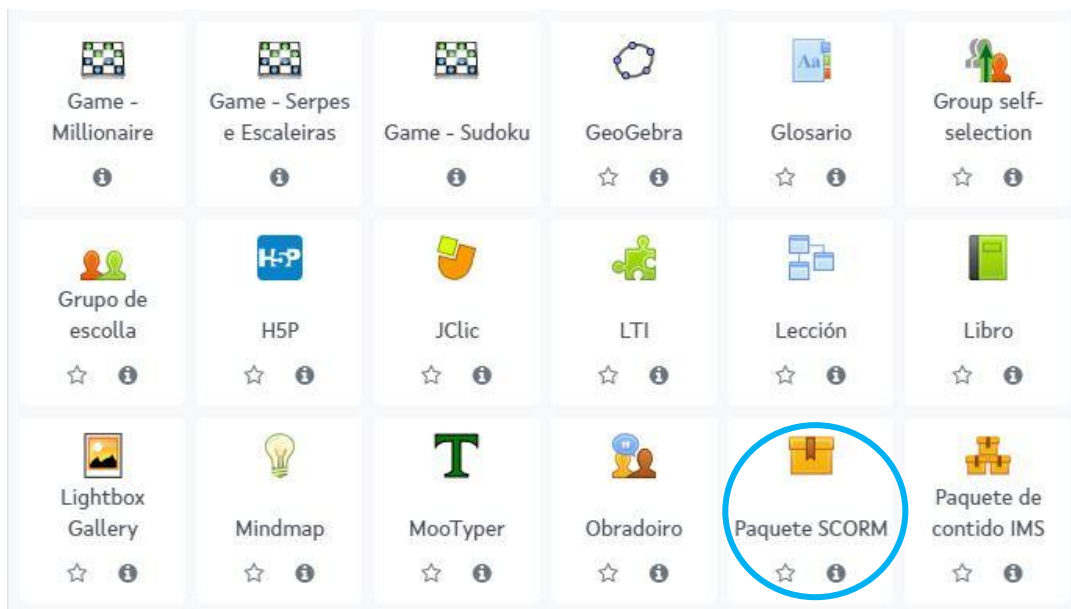 Game -
Millionaire
Game - Serpes
e Escaleiras
Game - Sudoku
GeoGebra
Aa
Glosario
Group self-
selection
Grupo de
escolla
H5P
H5P
JClic
LTI
Lección
Libro
Lightbox
Gallery
Mindmap
T
MooTyper
Obradoiro
Paquete SCORM
Paquete de
contido IMS